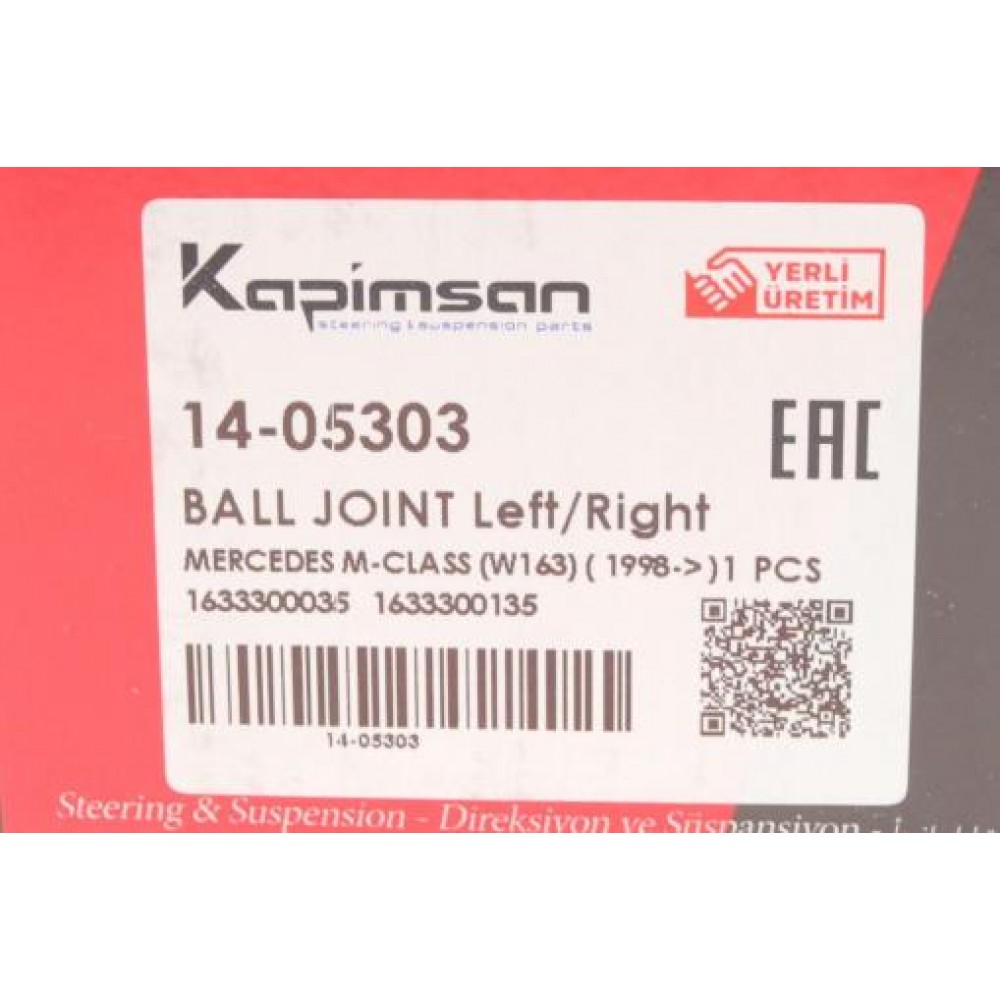 Kapimsan
steering & suspension parts
YERLİ
ÜRETİM
14-05303
EAC
BALL JOINT Left/Right
MERCEDES M-CLASS (W163) ( 1998-> )1 PCS
1633300035 1633300135
14-05303
Steering & Suspension - Direksiyon ve Süspansiyon -